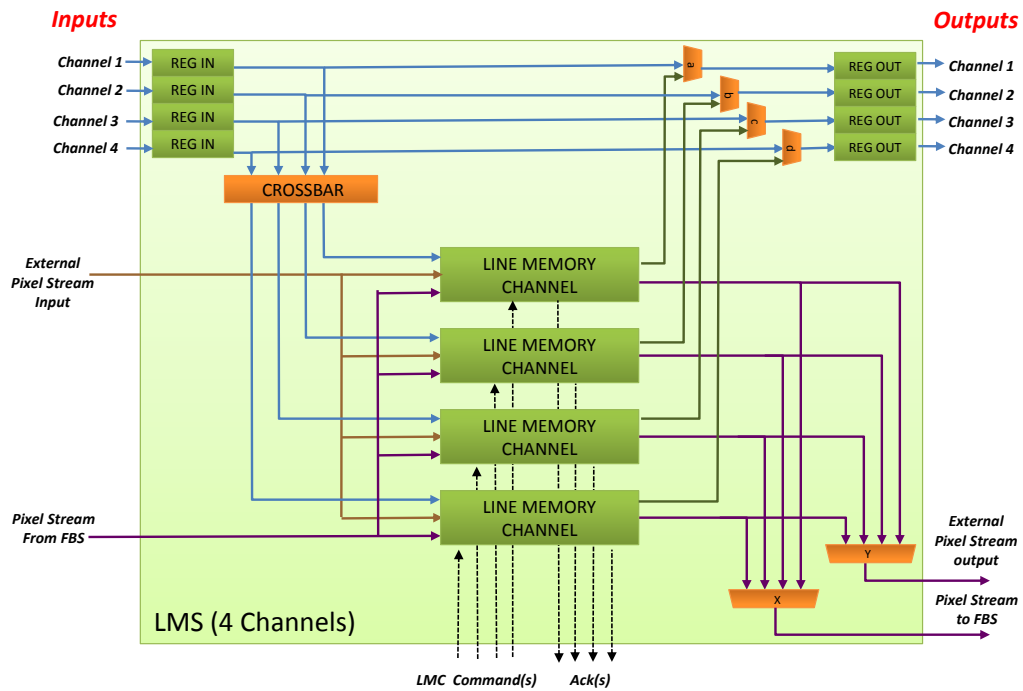 Inputs
Outputs
Channel 1
REG IN
a
REG OUT
Channel 1
Channel 2
REG IN
b
REG OUT
Channel 2
Channel 3
REG IN
c
REG OUT
Channel 3
Channel 4
REG IN
d
REG OUT
Channel 4
CROSSBAR
External
Pixel Stream
Input
LINE MEMORY
CHANNEL
LINE MEMORY
CHANNEL
LINE MEMORY
CHANNEL
LINE MEMORY
CHANNEL
Pixel Stream
From FBS
External
Pixel Stream
output
Y
X
Pixel Stream
to FBS
LMS (4 Channels)
LMC Command(s)
Ack(s)